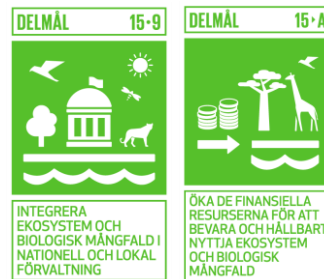 DELMÅL 15·9
INTEGRERA
EKOSYSTEM OCH
BIOLOGISK MÅNGFALD I
NATIONELL OCH LOKAL
FÖRVALTNING
DELMÅL 15·A
ÖKA DE FINANSIELLA
RESURSERNA FÖR ATT
BEVARA OCH HÅLLBART
NYTTJA EKOSYSTEM
OCH BIOLOGISK
MÅNGFALD